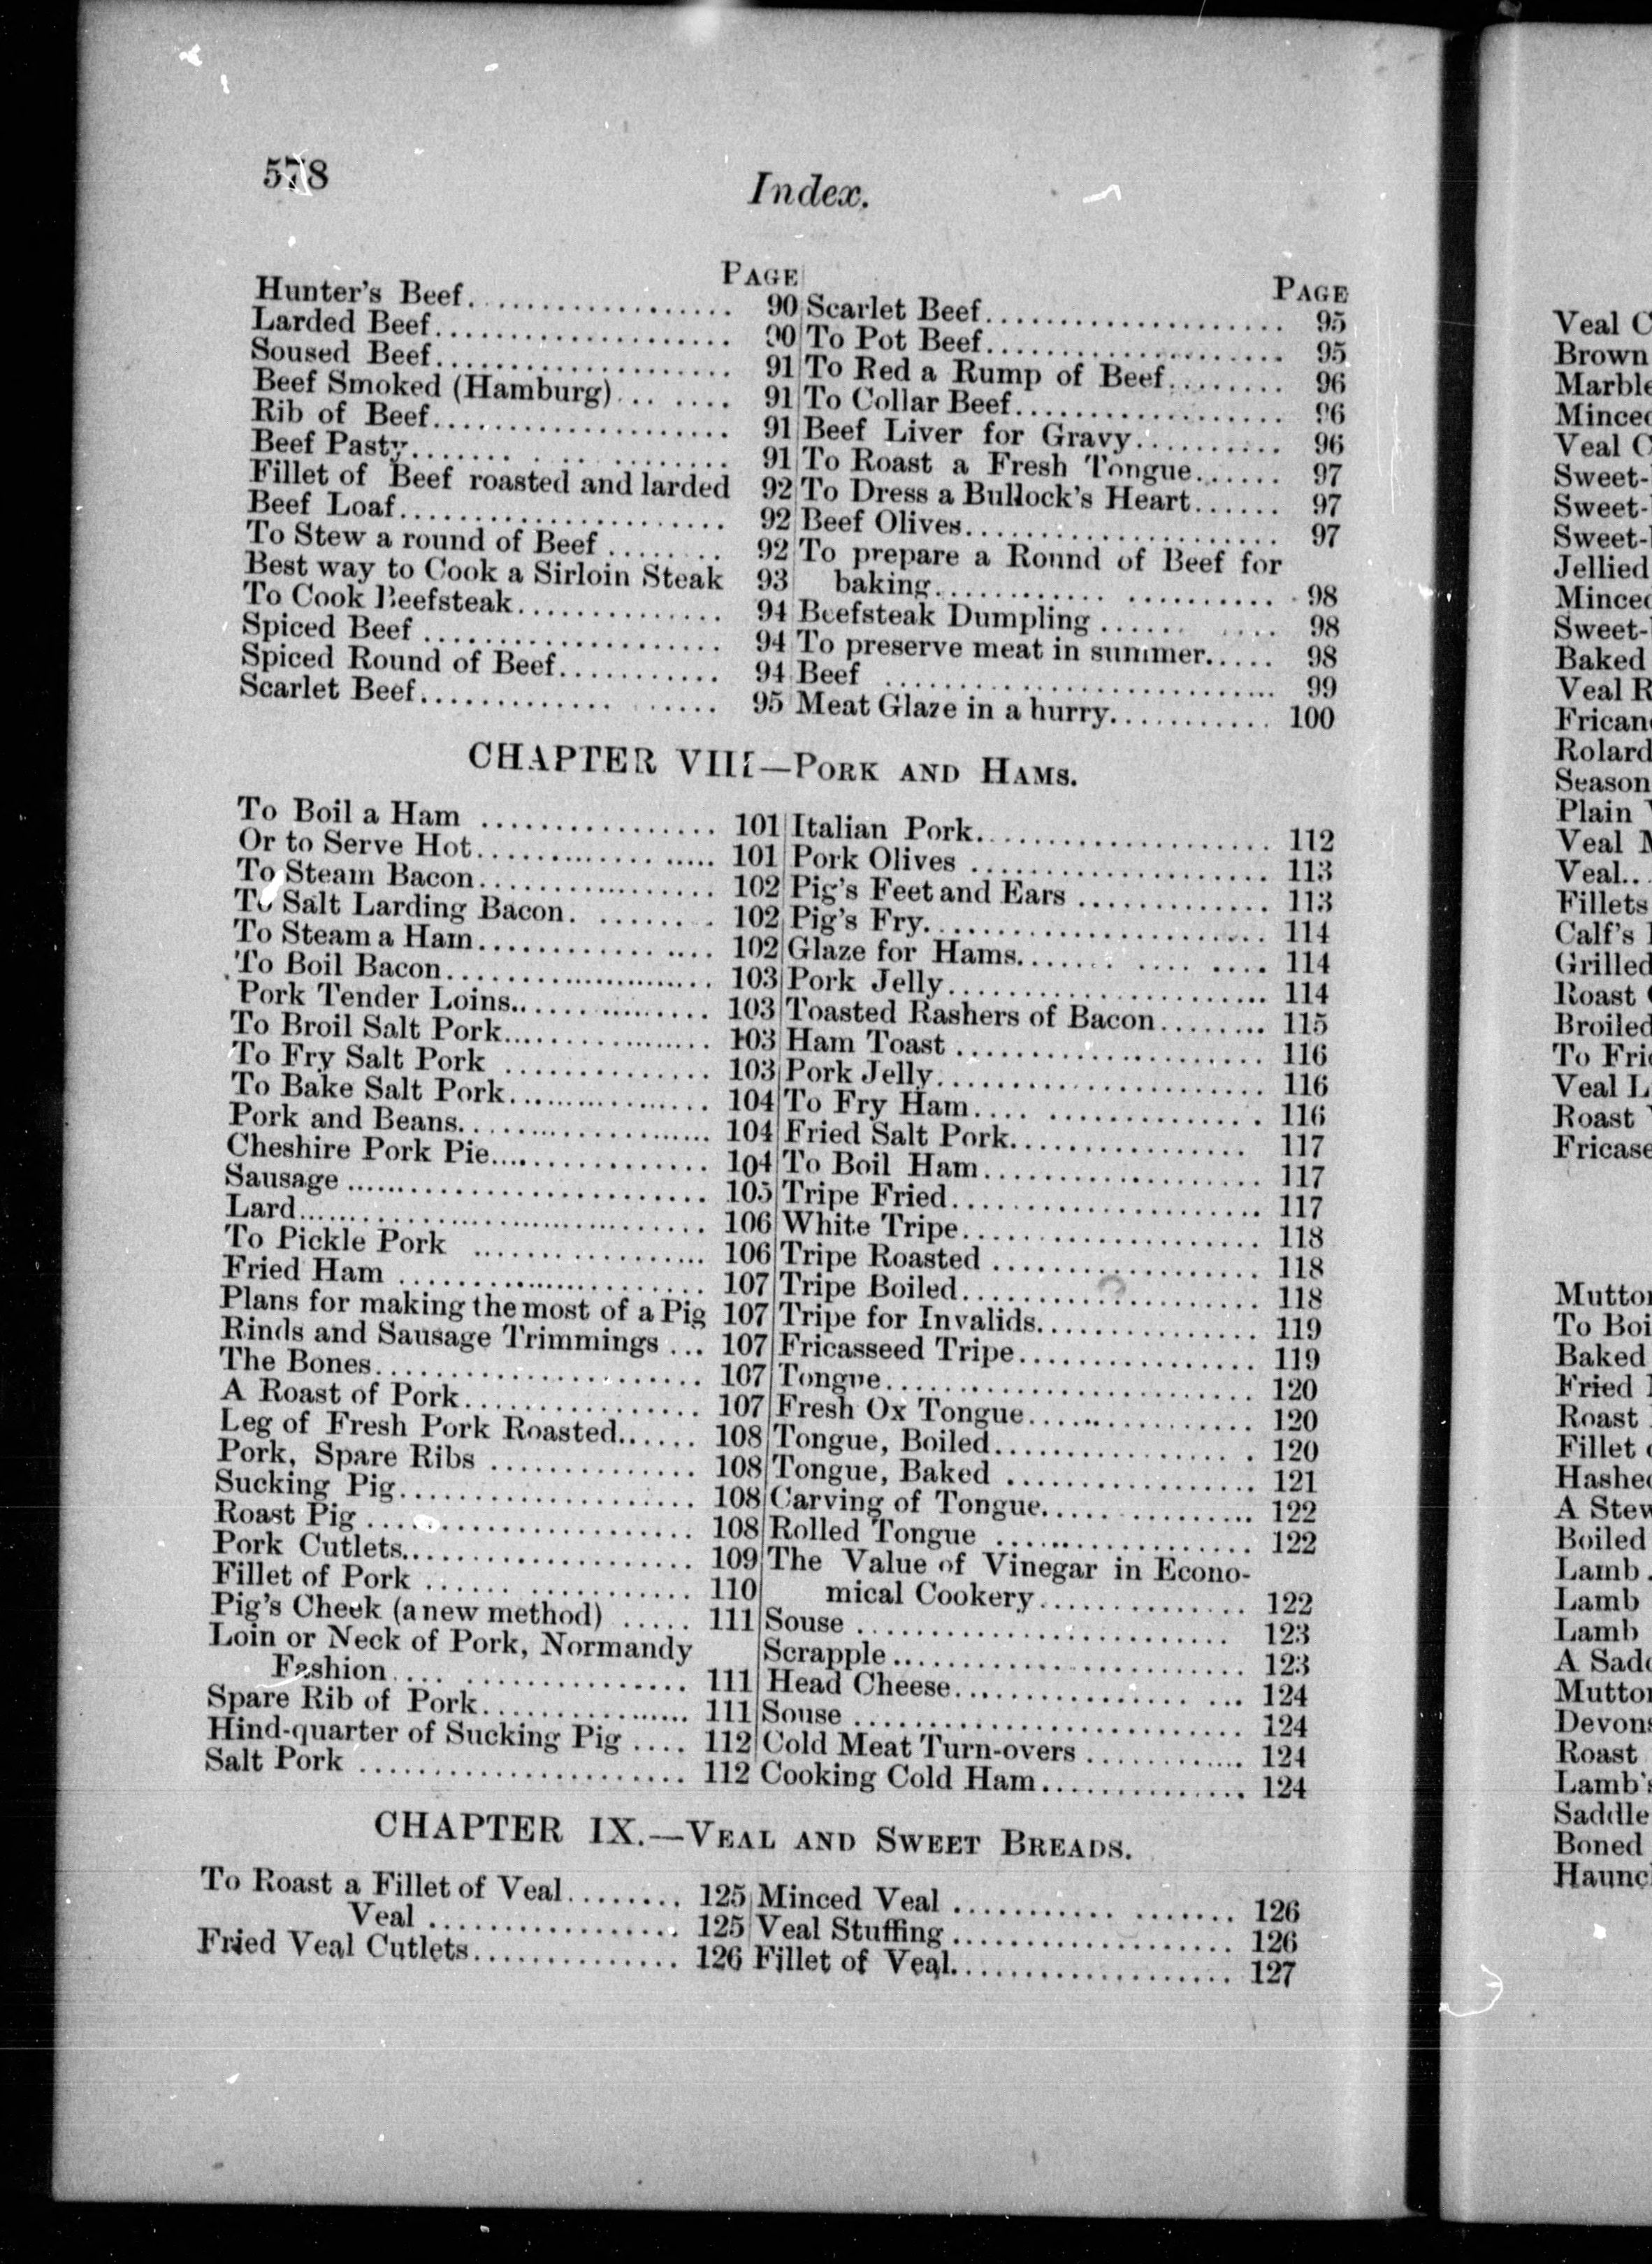 578
Index.
PAGE
Hunter's Beef.................. 90
Larded Beef.................... 90
Soused Beef.................... 91
Beef Smoked (Hamburg)........ 91
Rib of Beef.................... 91
Beef Pasty..................... 91
Fillet of Beef roasted and larded 92
Beef Loaf...................... 92
To Stew a round of Beef ........ 92
Best way to Cook a Sirloin Steak 93
To Cook Beefsteak.............. 94
Spiced Beef .................... 94
Spiced Round of Beef........... 94
Scarlet Beef................... 95
PAGE
Scarlet Beef.................... 95
To Pot Beef.................... 95
To Red a Rump of Beef........ 96
To Collar Beef.................. 96
Beef Liver for Gravy.......... 96
To Roast a Fresh Tongue...... 97
To Dress a Bullock's Heart...... 97
Beef Olives..................... 97
To prepare a Round of Beef for
baking....................... 98
Beefsteak Dumpling .......... 98
To preserve meat in summer..... 98
Beef .......................... 99
Meat Glaze in a hurry........... 100
CHAPTER VIII—PORK AND HAMS.
To Boil a Ham ................ 101
Or to Serve Hot................ 101
To Steam Bacon................ 102
To Salt Larding Bacon.......... 102
To Steam a Ham................ 102
To Boil Bacon.................. 103
Pork Tender Loins.............. 103
To Broil Salt Pork.............. 103
To Fry Salt Pork .............. 103
To Bake Salt Pork.............. 104
Pork and Beans................. 104
Cheshire Pork Pie............... 104
Sausage ........................ 105
Lard............................ 106
To Pickle Pork ................ 106
Fried Ham ..................... 107
Plans for making the most of a Pig 107
Rinds and Sausage Trimmings ... 107
The Bones...................... 107
A Roast of Pork................ 107
Leg of Fresh Pork Roasted...... 108
Pork, Spare Ribs .............. 108
Sucking Pig.................... 108
Roast Pig ...................... 108
Pork Cutlets.................... 109
Fillet of Pork .................. 110
Pig's Cheek (a new method) ..... 111
Loin or Neck of Pork, Normandy
Fashion................... 111
Spare Rib of Pork.............. 111
Hind-quarter of Sucking Pig .... 112
Salt Pork ...................... 112
Italian Pork.................... 112
Pork Olives .................... 113
Pig's Feet and Ears ............. 113
Pig's Fry....................... 114
Glaze for Hams................. 114
Pork Jelly...................... 114
Toasted Rashers of Bacon........ 115
Ham Toast ..................... 116
Pork Jelly...................... 116
To Fry Ham.................... 116
Fried Salt Pork................. 117
To Boil Ham................... 117
Tripe Fried..................... 117
White Tripe.................... 118
Tripe Roasted .................. 118
Tripe Boiled.................... 118
Tripe for Invalids............... 119
Fricasseed Tripe................ 119
Tongue......................... 120
Fresh Ox Tongue............... 120
Tongue, Boiled.................. 120
Tongue, Baked ................. 121
Carving of Tongue.............. 122
Rolled Tongue ................. 122
The Value of Vinegar in Econo-
mical Cookery.............. 122
Souse ......................... 123
Scrapple........................ 123
Head Cheese.................... 124
Souse .......................... 124
Cold Meat Turn-overs ........... 124
Cooking Cold Ham.............. 124
CHAPTER IX.—VEAL AND SWEET BREADS.
To Roast a Fillet of Veal........ 125
Veal ................. 125
Fried Veal Cutlets.............. 126
Minced Veal ................... 126
Veal Stuffing ................... 126
Fillet of Veal................... 127
Veal
Brown
Veal
Sweet-
Sweet-
Sweet-
Jellied
Sweet-
Baked
Veal
Season
Plain
Veal
Veal..
Fillets
Calf's
Grilled
Roast
Broiled
Veal
Roast
To
Baked
Fried
Roast
Fillet
Boiled
Lamb
Lamb
Lamb
A
Roast
Saddle
Boned